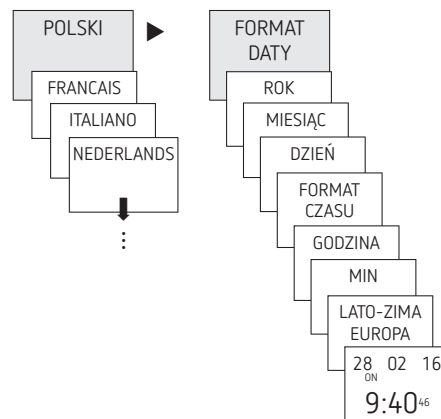 POLSKI
FRANCAIS
ITALIANO
NEDERLANDS
FORMAT
DATY
ROK
MIESIĄC
DZIEŃ
FORMAT
CZASU
GODZINA
MIN
LATO-ZIMA
EUROPA
28 02 16
ON
9:40 46